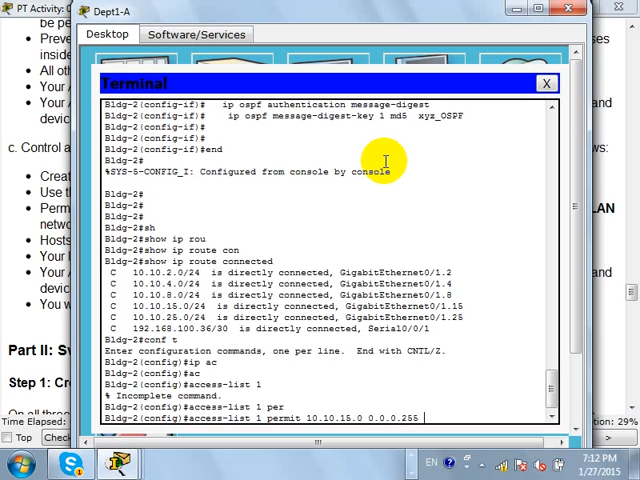 PT Activity: 0
Dept1-A
Desktop
Software/Services
be pe
Preve
inside
ses
All oth
Your A
Your A
device
and
c. Control a
ws:
Creat
Use th
Permi
LAN
netwo
Hosts
Your I
Your A
and
device
You w
Part II: Sw
Step 1: Cre
On all three
Terminal
X
Bldg-2(config-if)#   ip ospf authentication message-digest
Bldg-2(config-if)#    ip ospf message-digest-key 1 md5  xyz_OSPF
Bldg-2(config-if)#
Bldg-2(config-if)#
Bldg-2(config-if)#end
Bldg-2#
%SYS-5-CONFIG_I: Configured from console by console
Bldg-2#
Bldg-2#
Bldg-2#
Bldg-2#sh
Bldg-2#show ip rou
Bldg-2#show ip route con
Bldg-2#show ip route connected
C   10.10.2.0/24  is directly connected, GigabitEthernet0/1.2
C   10.10.4.0/24  is directly connected, GigabitEthernet0/1.4
C   10.10.8.0/24  is directly connected, GigabitEthernet0/1.8
C   10.10.15.0/24  is directly connected, GigabitEthernet0/1.15
C   10.10.25.0/24  is directly connected, GigabitEthernet0/1.25
C   192.168.100.36/30  is directly connected, Serial0/0/1
Bldg-2#conf t
Enter configuration commands, one per line.  End with CNTL/Z.
Bldg-2(config)#ip ac
Bldg-2(config)#ac
Bldg-2(config)#access-list 1
% Incomplete command.
Bldg-2(config)#access-list 1 per
Bldg-2(config)#access-list 1 permit 10.10.15.0 0.0.0.255
Time Elapsed:
29%
Top
Check
>
EN
7:12 PM
1/27/2015